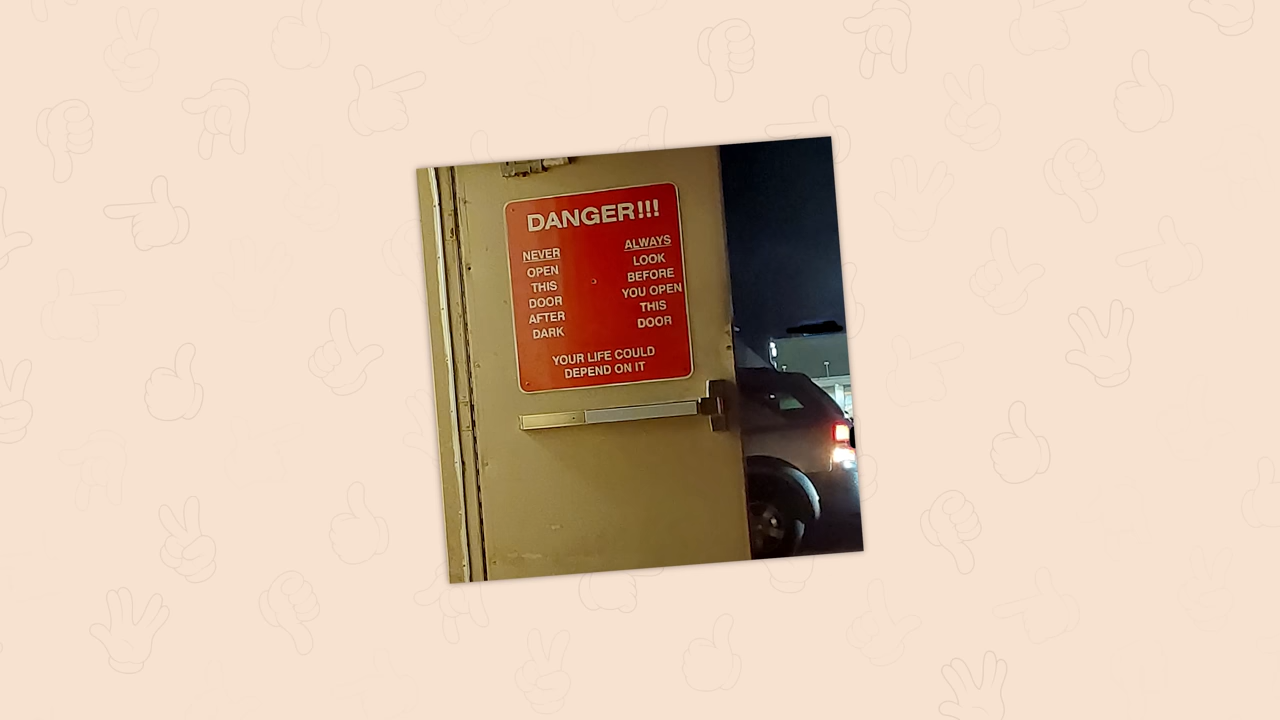 DANGER!!!
NEVER
OPEN
THIS
DOOR
AFTER
DARK
ALWAYS
LOOK
BEFORE
YOU OPEN
THIS
DOOR
YOUR LIFE COULD
DEPEND ON IT